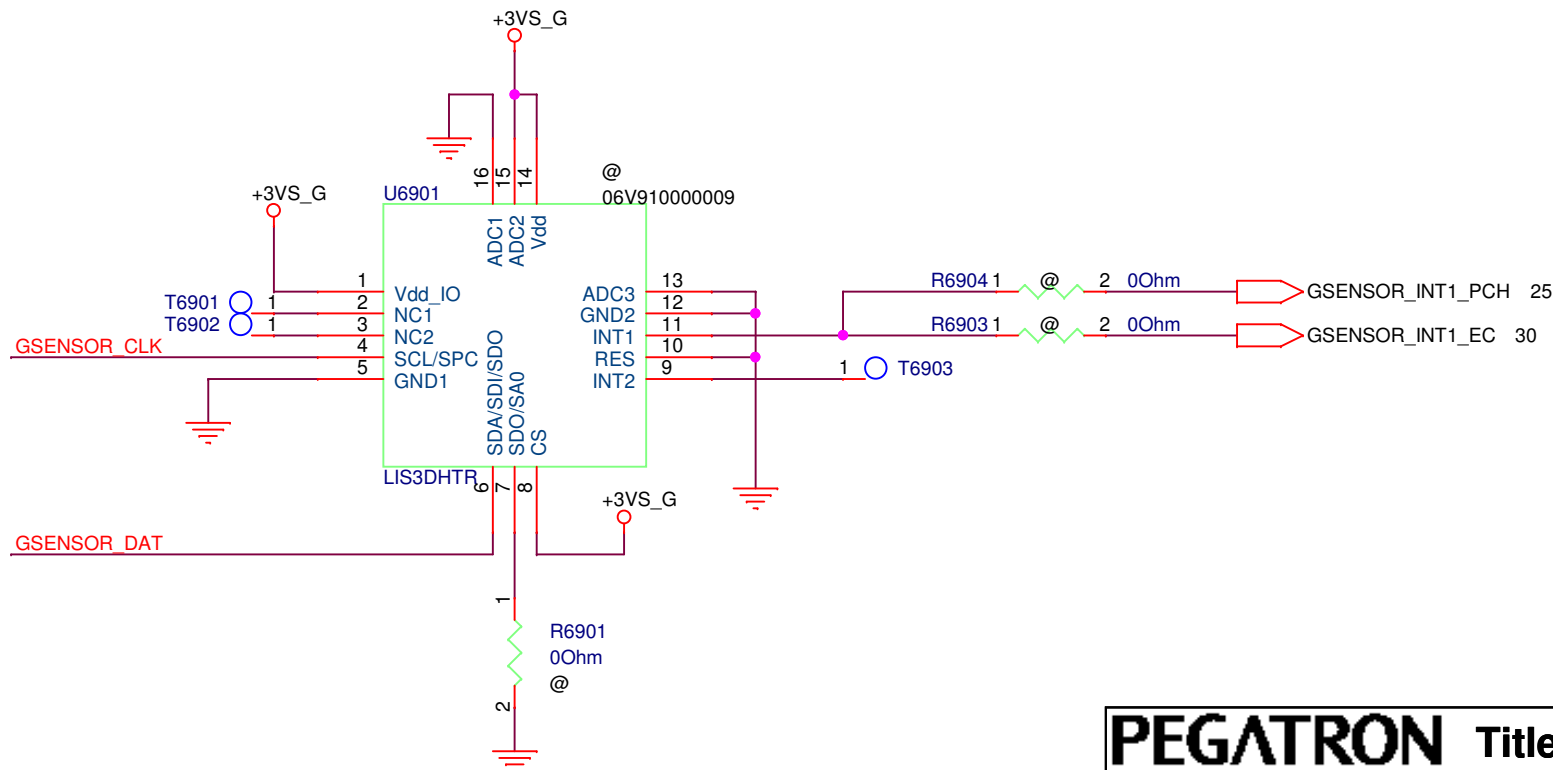 +3VS_G
@
06V910000009
U6901
16
15
14
ADC1
ADC2
Vdd
+3VS_G
1
Vdd_IO
T6901
1
2
NC1
T6902
1
3
NC2
GSENSOR_CLK
4
SCL/SPC
5
GND1
ADC3
13
GND2
12
INT1
11
RES
10
INT2
9
R6904
1
@
2
0Ohm
GSENSOR_INT1_PCH
25
R6903
1
@
2
0Ohm
GSENSOR_INT1_EC
30
1
T6903
SDA/SDI/SDO
SDO/SA0
CS
LIS3DHTR
6
7
8
+3VS_G
GSENSOR_DAT
1
R6901
0Ohm
@
2
PEGATRON
Title